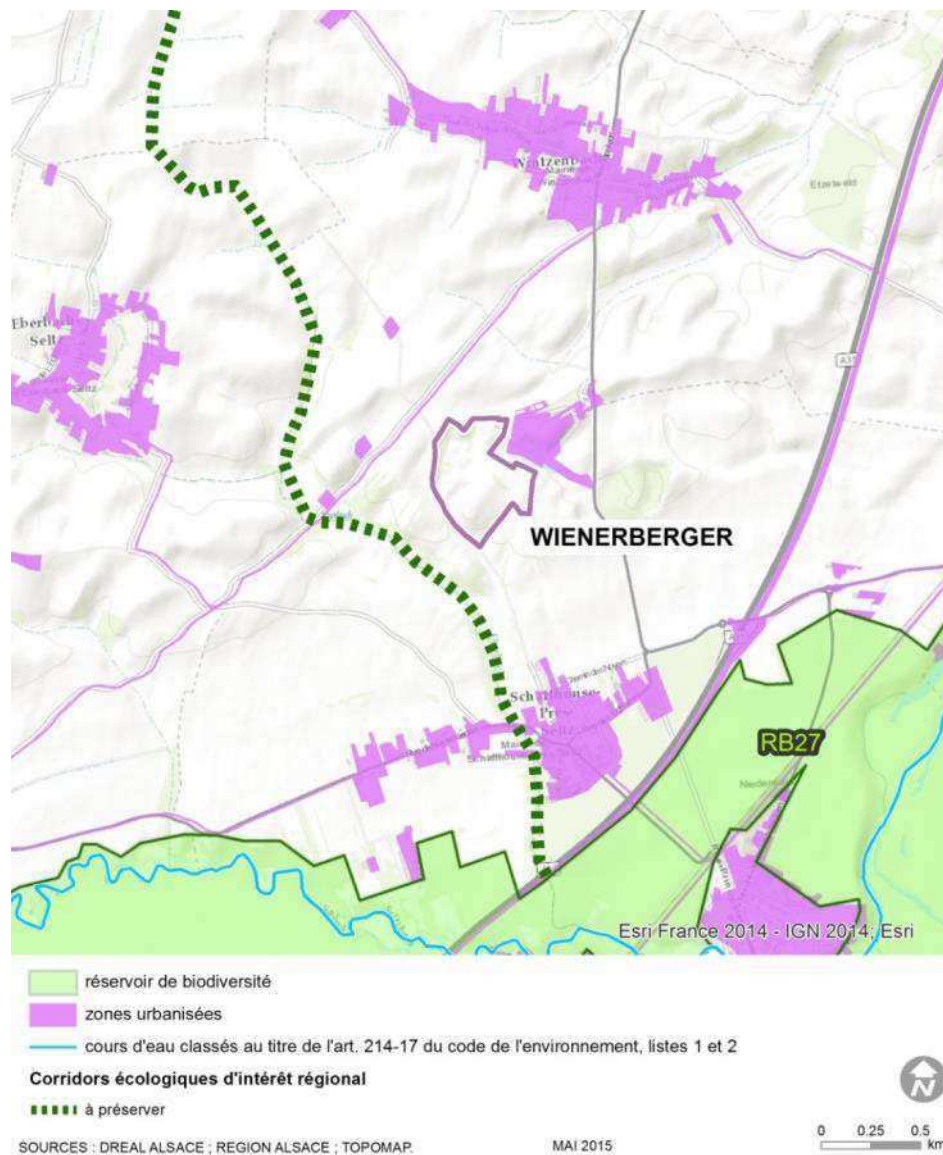 Eberbach
Seltz
WIENERBERGER
RB27
Esri France 2014 - IGN 2014; Esri
réservoir de biodiversité
zones urbanisées
cours d'eau classés au titre de l'art. 214-17 du code de l'environnement, listes 1 et 2
Corridors écologiques d'intérêt régional
à préserver
N
0 0.25 0.5
km
SOURCES : DREAL ALSACE ; REGION ALSACE ; TOPOMAP. MAI 2015